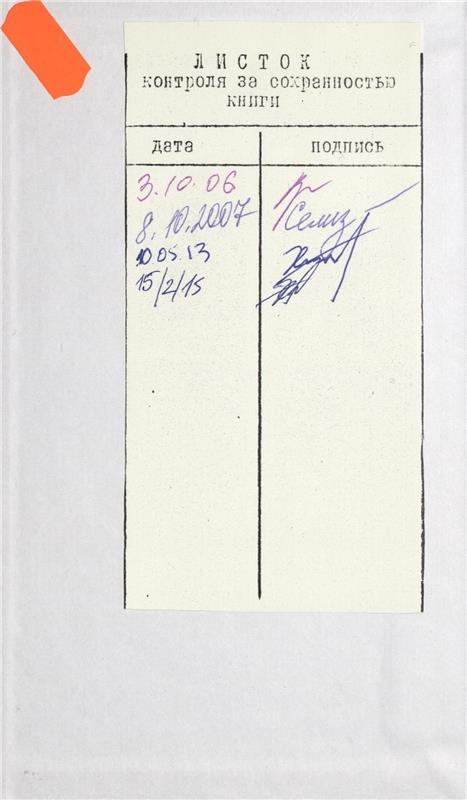 ЛИСТОК
контроля за сохранностью
книги
дата подпись
3.10.06
8.10.2007
10.05.13
15/2/15